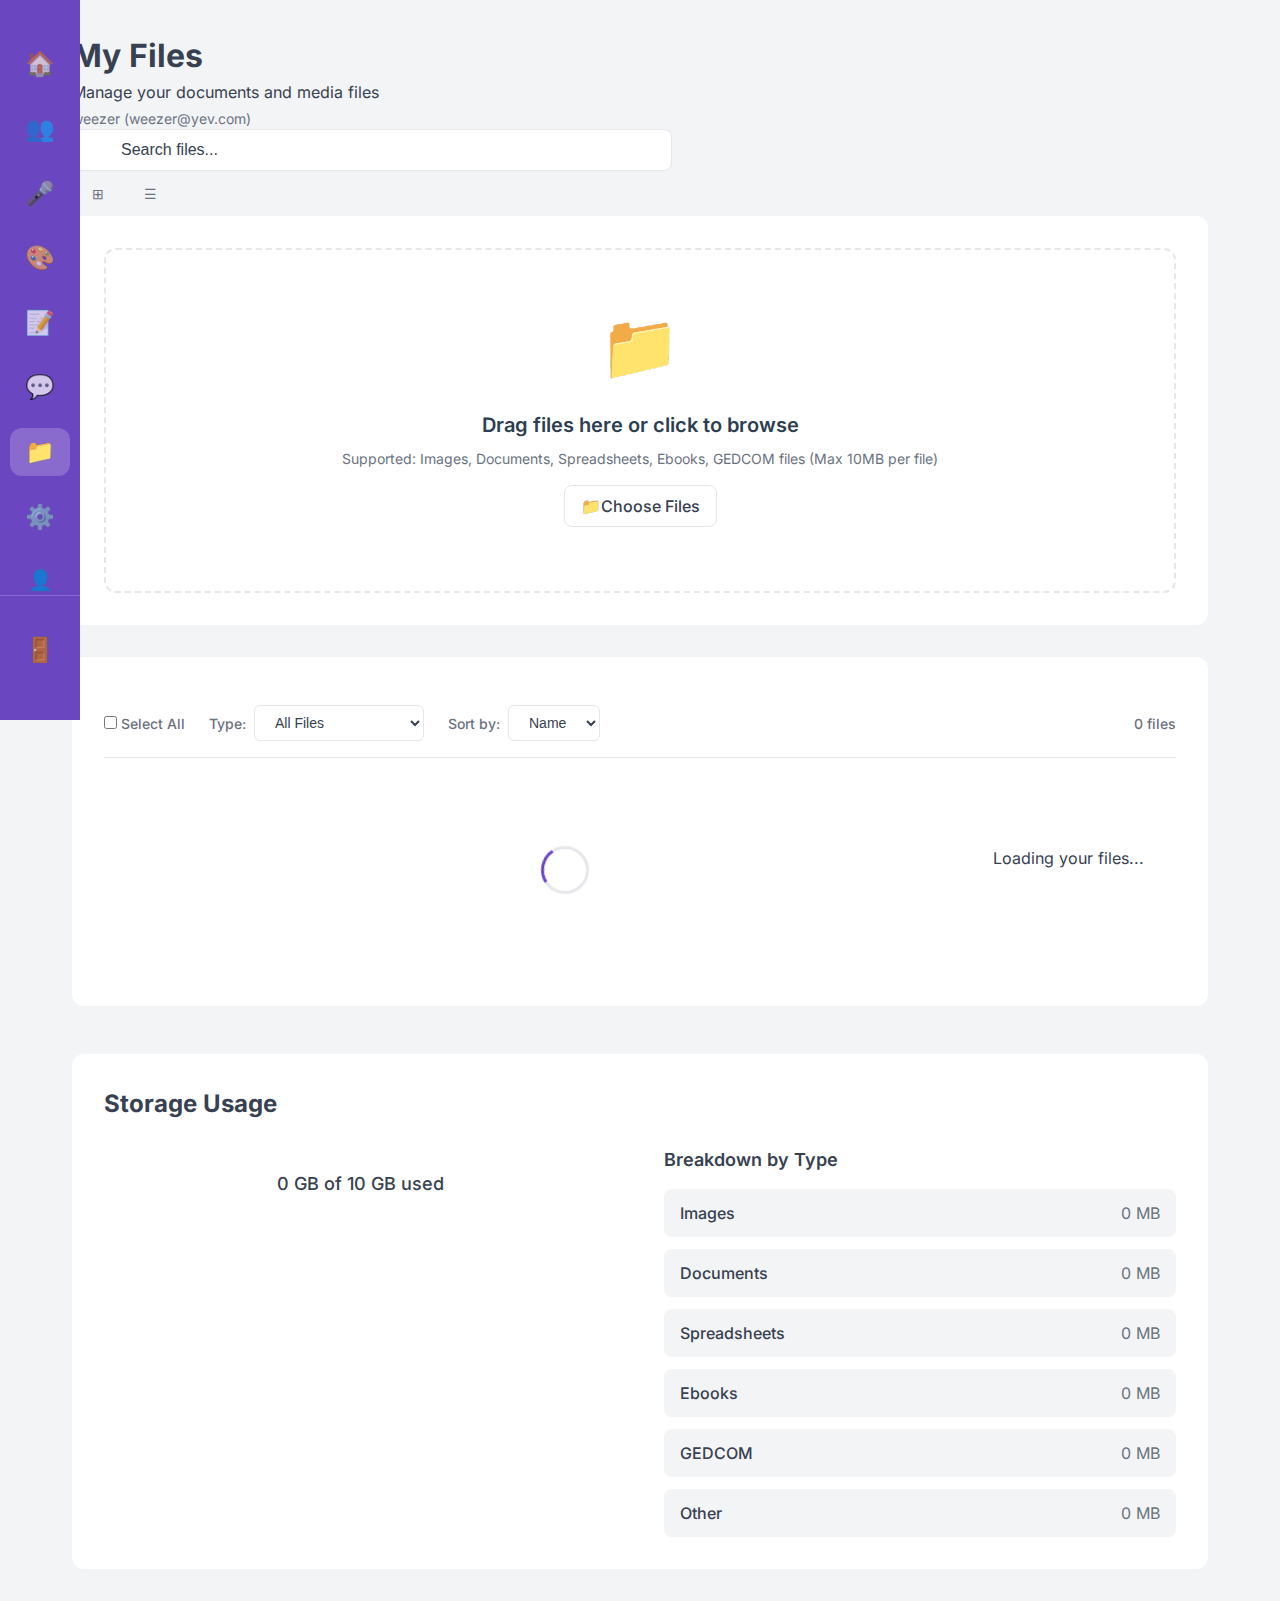 My Files
Manage your documents and media files
weezer (weezer@yev.com)
Search files...
Drag files here or click to browse
Supported: Images, Documents, Spreadsheets, Ebooks, GEDCOM files (Max 10MB per file)
Choose Files
Select All Type: All Files Sort by: Name 0 files
Loading your files...
Storage Usage
0 GB of 10 GB used
Breakdown by Type
Images 0 MB
Documents 0 MB
Spreadsheets 0 MB
Ebooks 0 MB
GEDCOM 0 MB
Other 0 MB